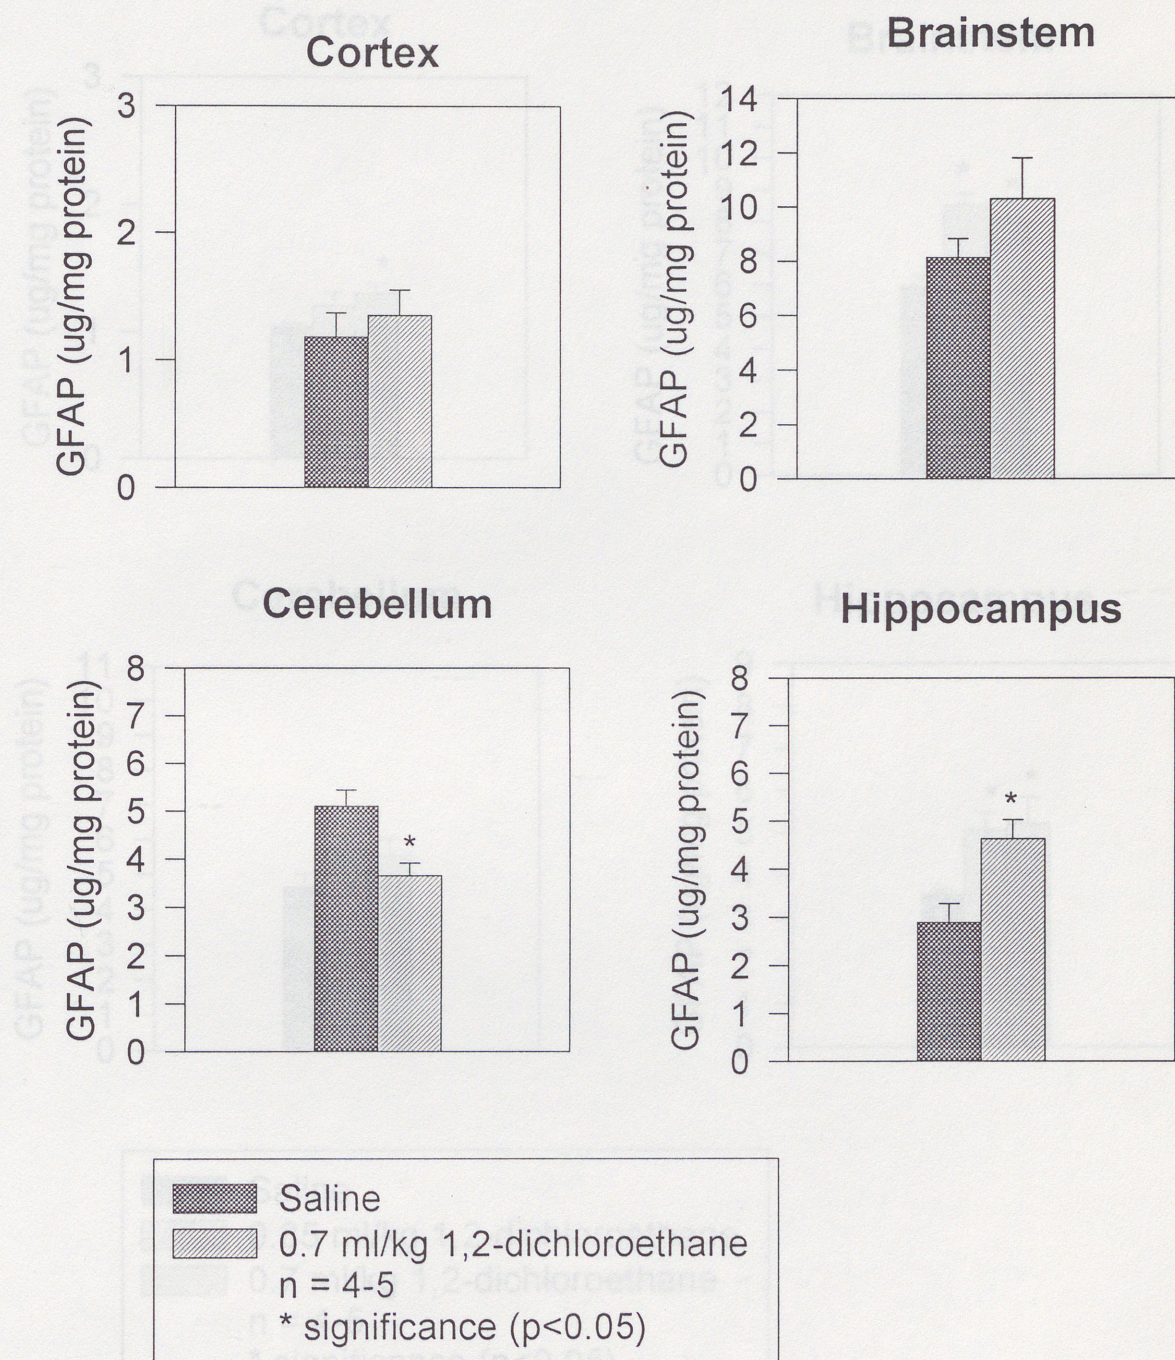 Cortex
GFAP (ug/mg protein)
3
2
1
0
Brainstem
GFAP (ug/mg protein)
14
12
10
8
6
4
2
0
Cerebellum
GFAP (ug/mg protein)
8
7
6
5
4
3
2
1
0
*
Hippocampus
GFAP (ug/mg protein)
8
7
6
5
4
3
2
1
0
*
Saline
0.7 ml/kg 1,2-dichloroethane
n = 4-5
* significance (p<0.05)